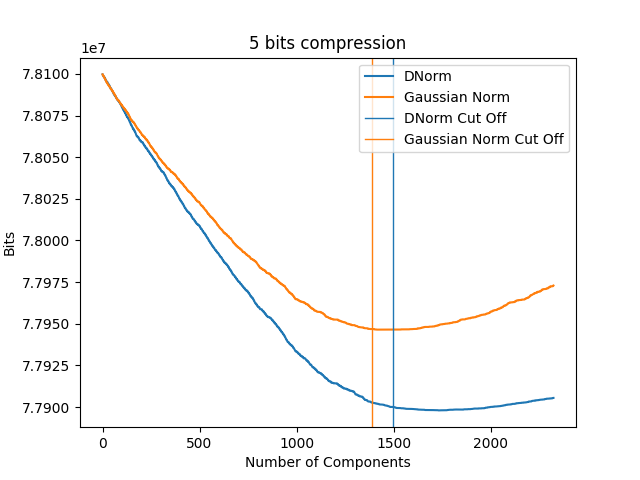 5 bits compression
1e7
7.8100
7.8075
7.8050
7.8025
7.8000
7.7975
7.7950
7.7925
7.7900
Bits
DNorm
Gaussian Norm
DNorm Cut Off
Gaussian Norm Cut Off
0 500 1000 1500 2000
Number of Components